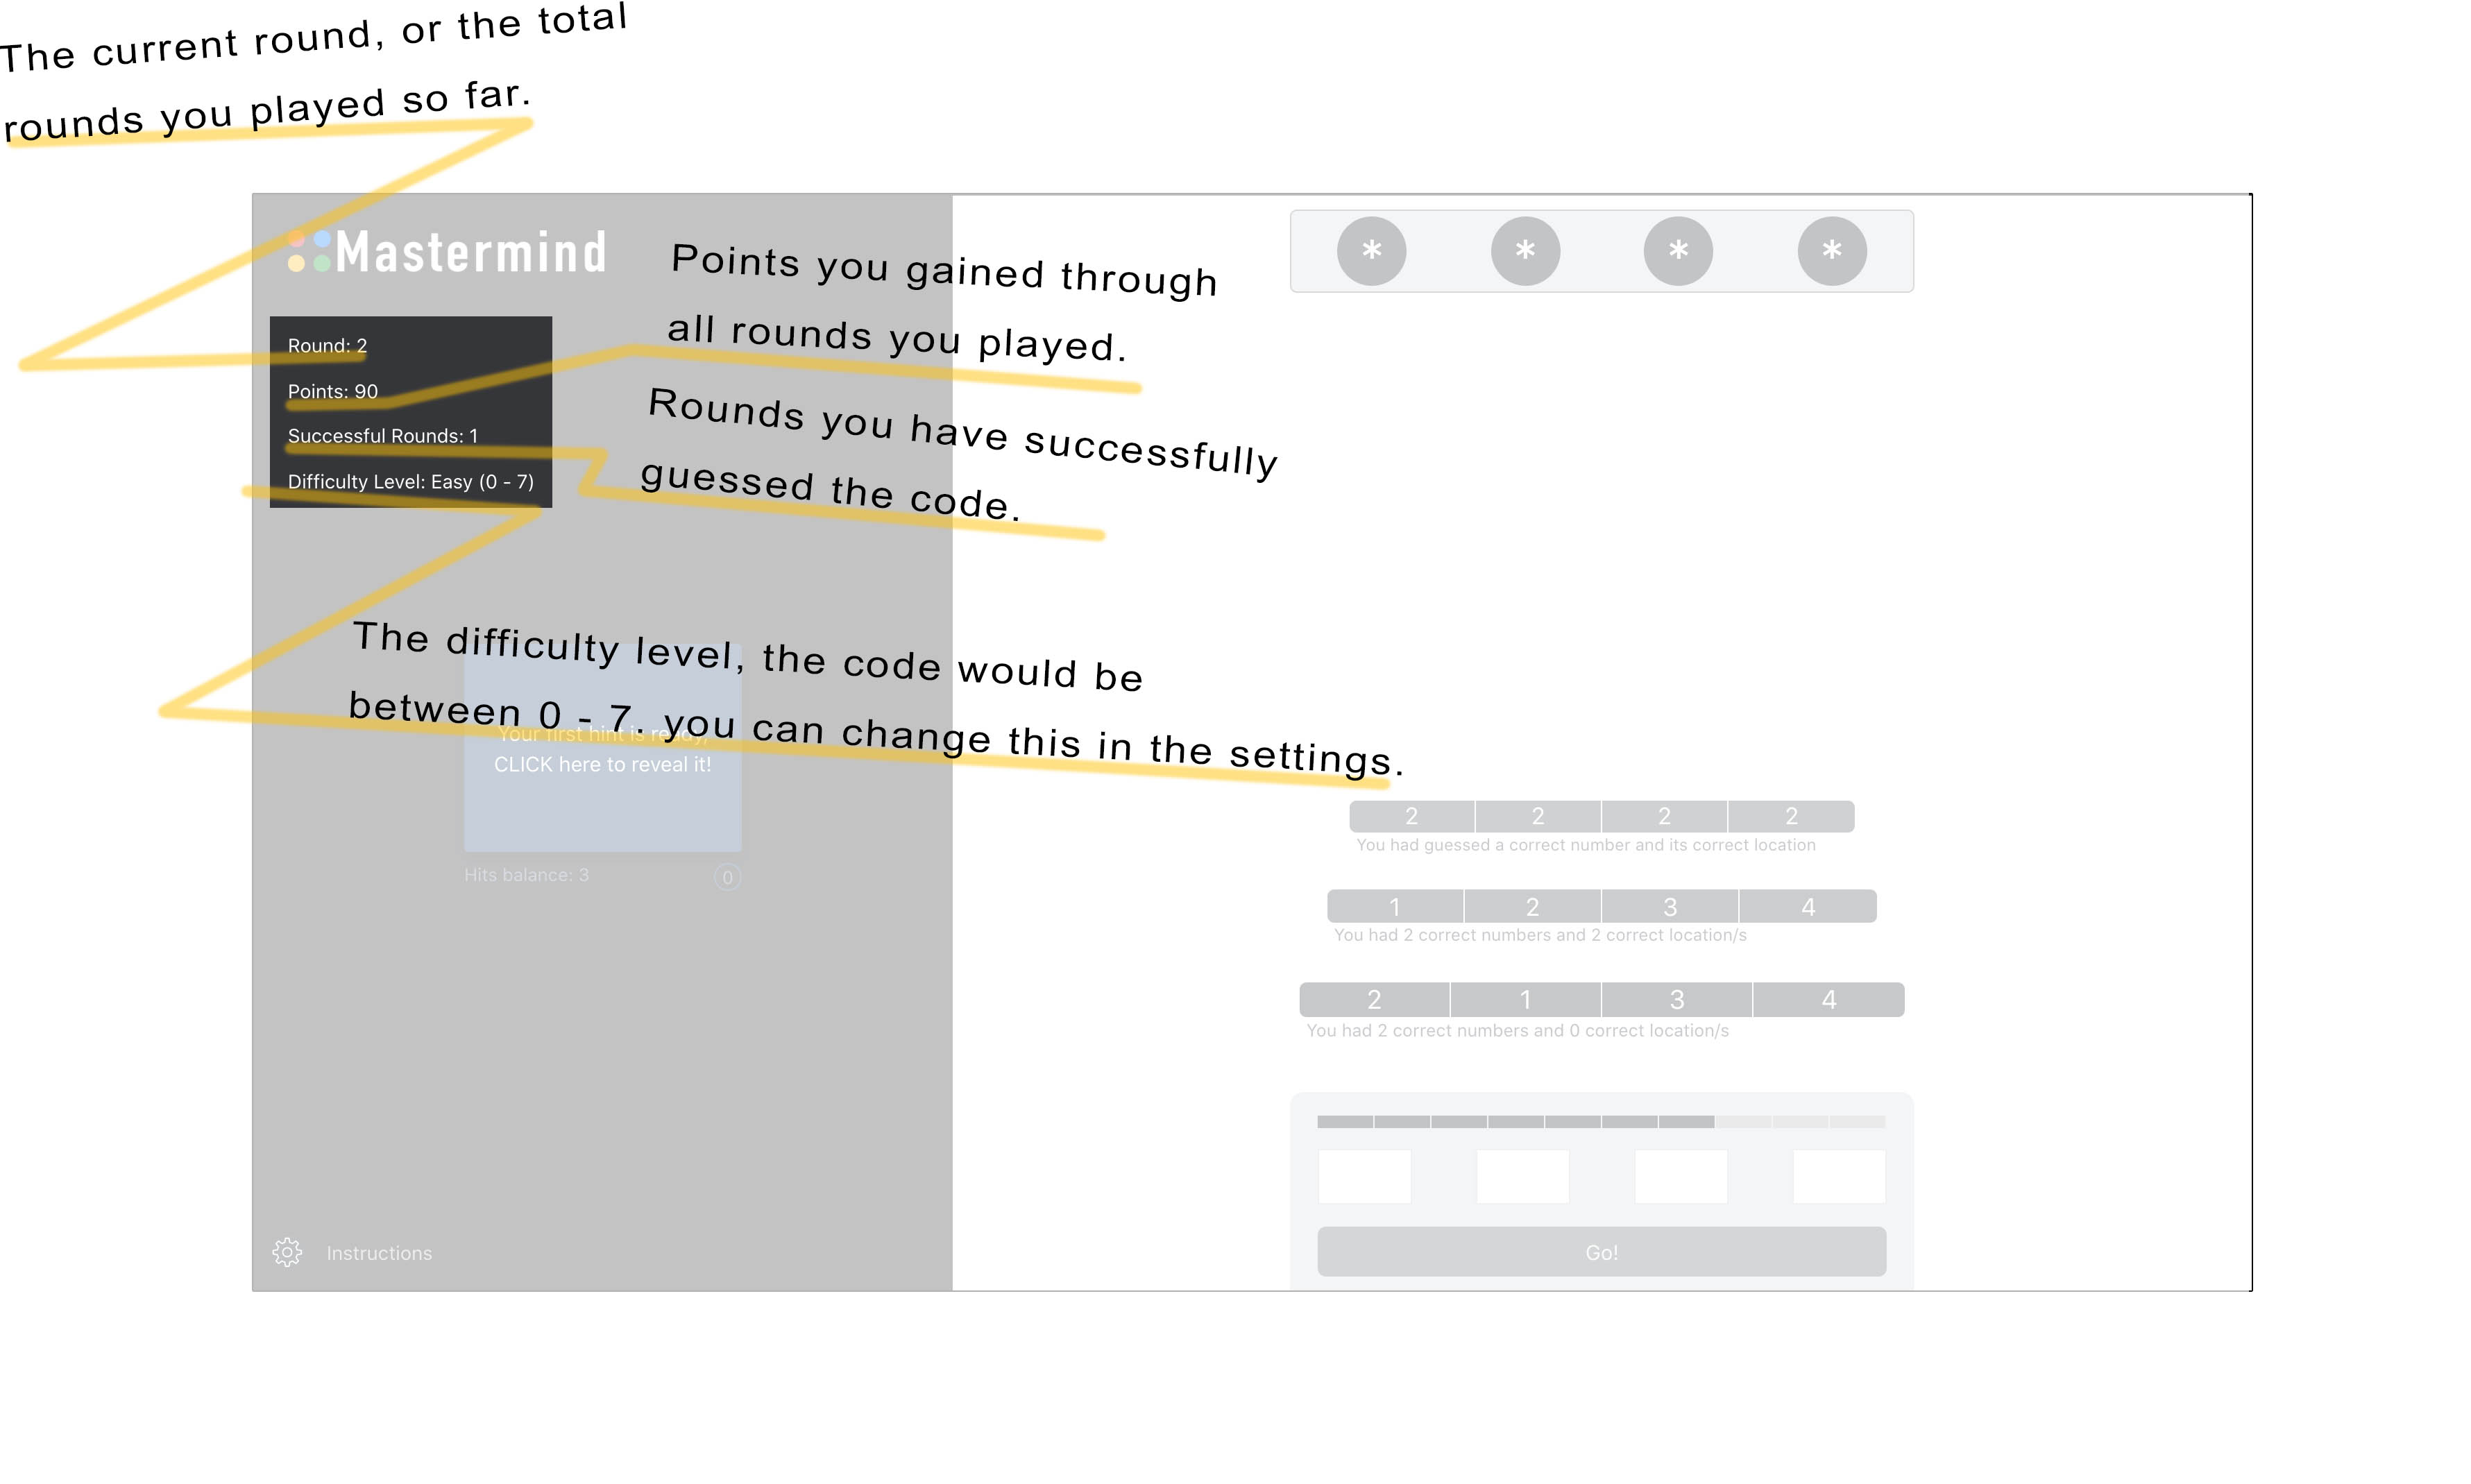 The current round, or the total
rounds you played so far.
Mastermind
* * * *
Points you gained through
all rounds you played.
Round: 2
Points: 90
Successful Rounds: 1
Difficulty Level: Easy (0 - 7)
Rounds you have successfully
guessed the code.
The difficulty level, the code would be
between 0 - 7. you can change this in the settings.
Your first hint is ready,
CLICK here to reveal it!
Hits balance: 3 0
2 2 2 2
You had guessed a correct number and its correct location
1 2 3 4
You had 2 correct numbers and 2 correct location/s
2 1 3 4
You had 2 correct numbers and 0 correct location/s
Instructions
Go!